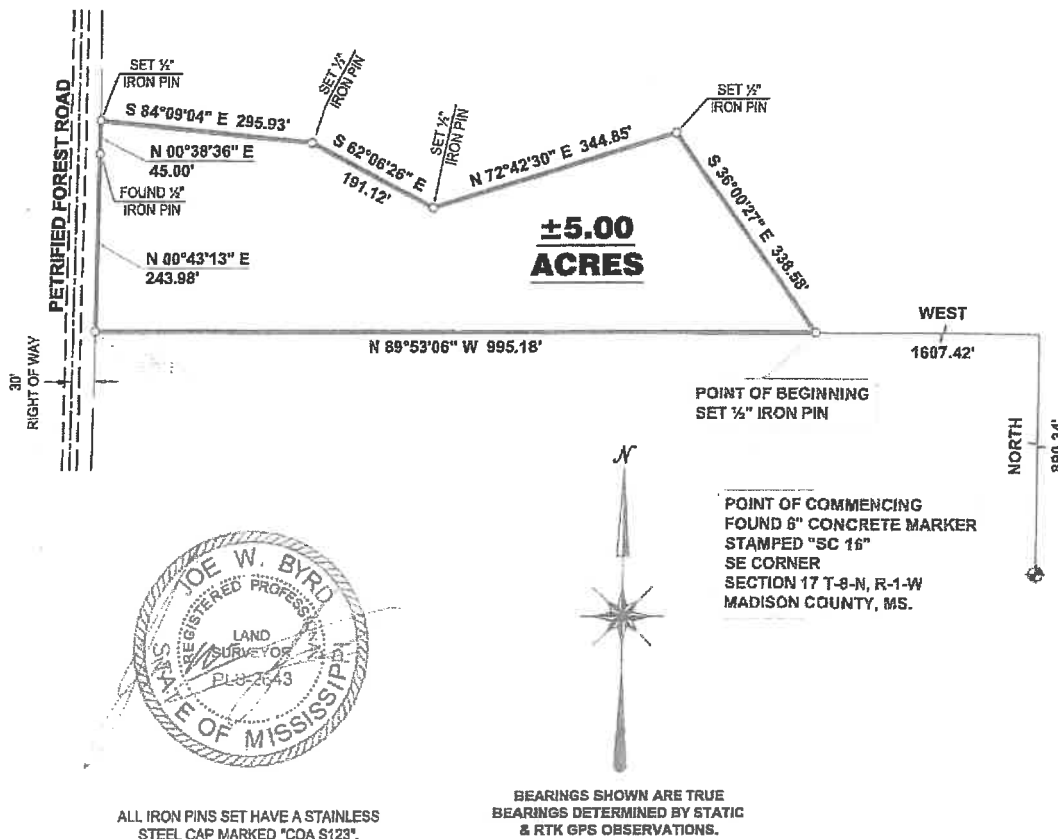 SET ½"
IRON PIN
SET ½"
IRON PIN
SET ½"
IRON PIN
SET ½"
IRON PIN
S 84°09'04" E 295.93'
S 62°06'26" E
191.12'
N 72°42'30" E 344.85'
S 36°00'27" E 338.58'
N 00°38'36" E
45.00'
FOUND ½"
IRON PIN
PETRIFIED FOREST ROAD
N 00°43'13" E
243.98'
±5.00
ACRES
N 89°53'06" W 995.18'
WEST
1607.42'
30'
RIGHT OF WAY
POINT OF BEGINNING
SET ½" IRON PIN
NORTH
890.34'
N
POINT OF COMMENCING
FOUND 6" CONCRETE MARKER
STAMPED "SC 16"
SE CORNER
SECTION 17 T-8-N, R-1-W
MADISON COUNTY, MS.
JOE W. BYRD
REGISTERED PROFESSIONAL
LAND
SURVEYOR
STATE OF MISSISSIPPI
ALL IRON PINS SET HAVE A STAINLESS
STEEL CAP MARKED "COA S123".
BEARINGS SHOWN ARE TRUE
BEARINGS DETERMINED BY STATIC
& RTK GPS OBSERVATIONS.